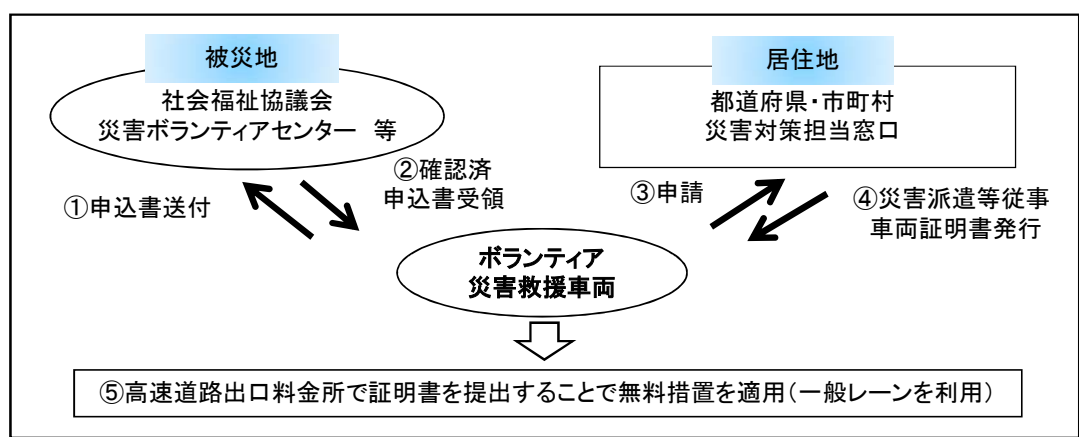 被災地
社会福祉協議会
災害ボランティアセンター 等
居住地
都道府県・市町村
災害対策担当窓口
①申込書送付
②確認済
申込書受領
③申請
④災害派遣等従事
車両証明書発行
ボランティア
災害救援車両
⑤高速道路出口料金所で証明書を提出することで無料措置を適用（一般レーンを利用）